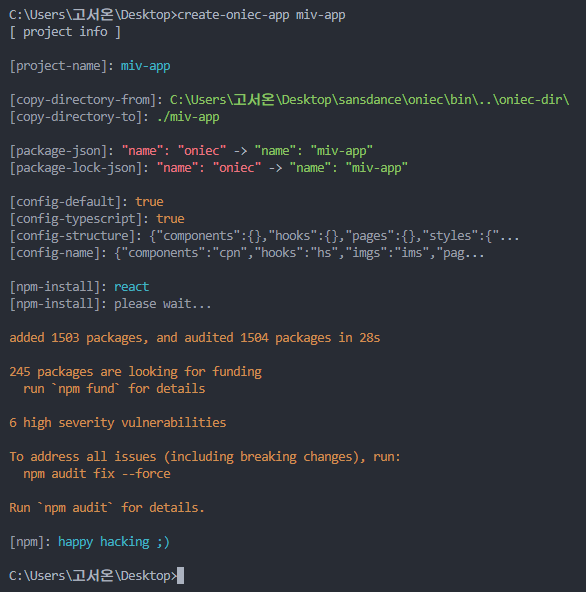 C:\Users\고서온\Desktop>create-oniec-app miv-app
[ project info ]
[project-name]: miv-app
[copy-directory-from]: C:\Users\고서온\Desktop\sansdance\oniec\bin\..\oniec-dir\
[copy-directory-to]: ./miv-app
[package-json]: "name": "oniec" -> "name": "miv-app"
[package-lock-json]: "name": "oniec" -> "name": "miv-app"
[config-default]: true
[config-typescript]: true
[config-structure]: {"components":{},"hooks":{},"pages":{},"styles":{"...
[config-name]: {"components":"cpn","hooks":"hs","imgs":"ims","pag...
[npm-install]: react
[npm-install]: please wait...
added 1503 packages, and audited 1504 packages in 28s
245 packages are looking for funding
run `npm fund` for details
6 high severity vulnerabilities
To address all issues (including breaking changes), run:
npm audit fix --force
Run `npm audit` for details.
[npm]: happy hacking ;)
C:\Users\고서온\Desktop>